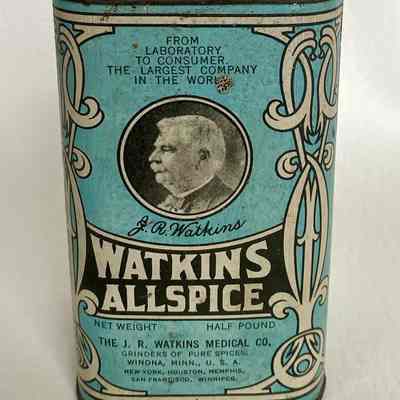 FROM
LABORATORY
TO CONSUMER,
THE LARGEST COMPANY
IN THE WORLD
J. R. Watkins
WATKINS
ALLSPICE
NET WEIGHT HALF POUND
THE J. R. WATKINS MEDICAL CO,
GRINDERS OF PURE SPICES,
WINONA, MINN., U. S. A.
NEW YORK, HOUSTON, MEMPHIS,
SAN FRANCISCO, WINNIPEG.